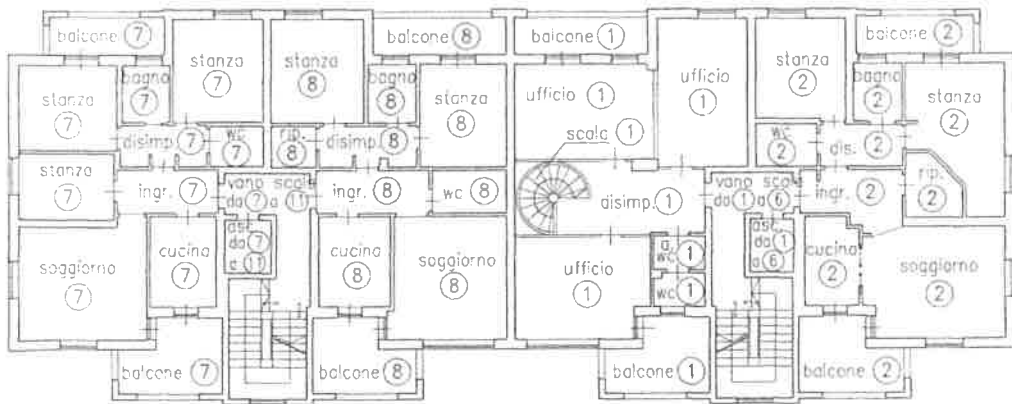 balcone 7
balcone 8
balcone 1
balcone 2
stanza 7
stanza 8
ufficio 1
stanza 2
bagno 7
bagno 8
bagno 2
stanza 7
stanza 8
ufficio 1
stanza 2
scala 1
disimp. 7
wc 7
rip. 8
disimp. 8
wc 2
dis. 2
stanza 7
ingr. 7
vano scala
da 7 a 11
ingr. 8
wc 8
disimp. 1
vano scala
da 1 a 6
ingr. 2
rip. 2
soggiorno 7
cucina 7
asc.
da 7
a 11
cucina 8
soggiorno 8
ufficio 1
a. wc 1
wc 1
asc.
da 1
a 6
cucina 2
soggiorno 2
balcone 7
balcone 8
balcone 1
balcone 2